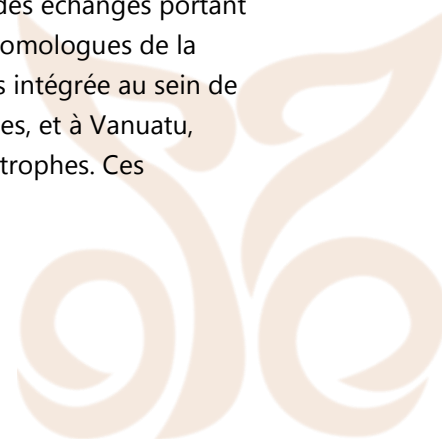 des échanges portant
omologues de la
s intégrée au sein de
es, et à Vanuatu,
trophes. Ces